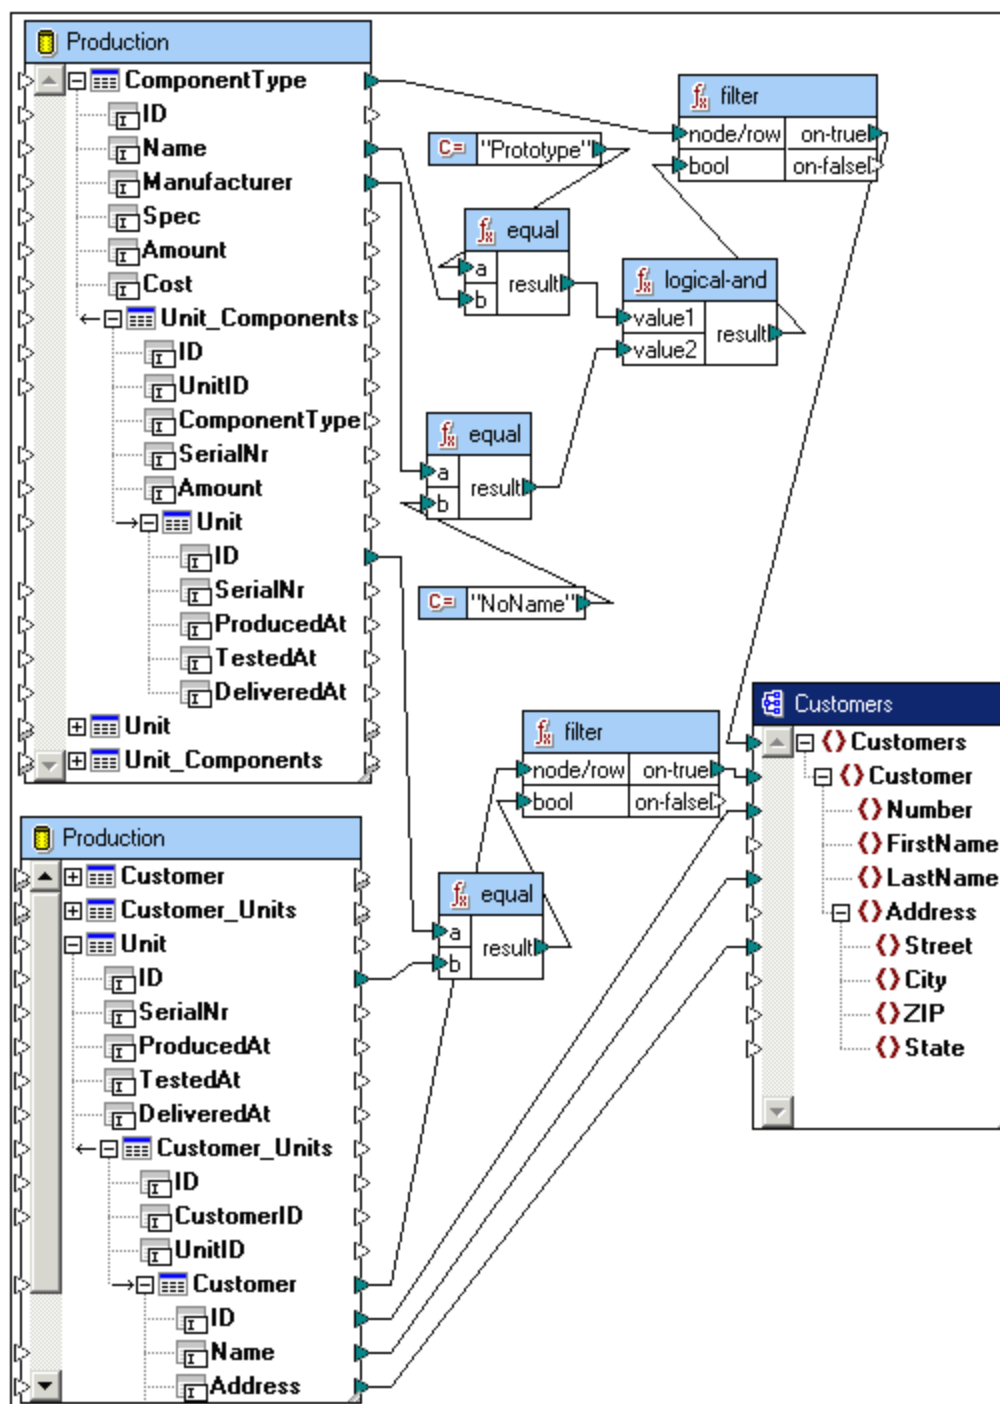 Production
ComponentType
ID
Name
Manufacturer
Spec
Amount
Cost
Unit_Components
ID
UnitID
ComponentType
SerialNr
Amount
Unit
ID
SerialNr
ProducedAt
TestedAt
DeliveredAt
Unit
Unit_Components
filter
node/row on-true
bool on-false
C= "Prototype"
equal
a
result
b
logical-and
value1
result
value2
equal
a
result
b
C= "NoName"
filter
node/row on-true
bool on-false
equal
a
result
b
Production
Customer
Customer_Units
Unit
ID
SerialNr
ProducedAt
TestedAt
DeliveredAt
Customer_Units
ID
CustomerID
UnitID
Customer
ID
Name
Address
Customers
Customers
Customer
Number
FirstName
LastName
Address
Street
City
ZIP
State